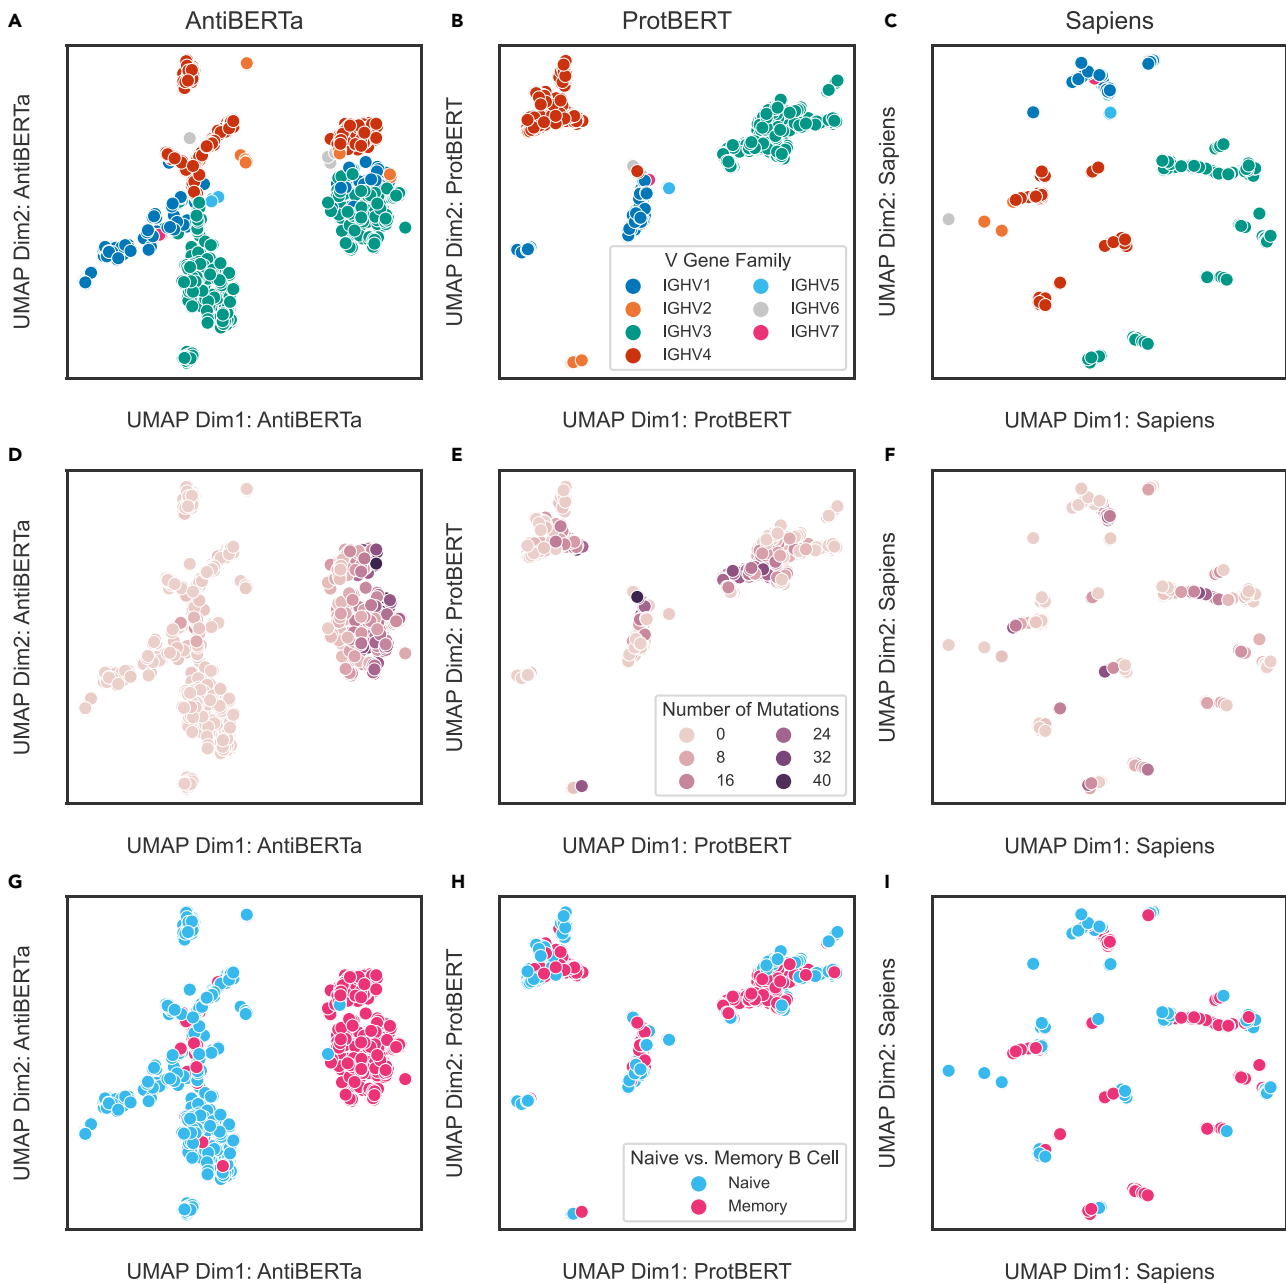 A
AntiBERTa
B
ProtBERT
C
Sapiens
UMAP Dim2: AntiBERTa
UMAP Dim2: ProtBERT
UMAP Dim2: Sapiens
V Gene Family
IGHV1
IGHV5
IGHV2
IGHV6
IGHV3
IGHV7
IGHV4
UMAP Dim1: AntiBERTa
UMAP Dim1: ProtBERT
UMAP Dim1: Sapiens
D
E
F
UMAP Dim2: AntiBERTa
UMAP Dim2: ProtBERT
UMAP Dim2: Sapiens
Number of Mutations
0
24
8
32
16
40
UMAP Dim1: AntiBERTa
UMAP Dim1: ProtBERT
UMAP Dim1: Sapiens
G
H
I
UMAP Dim2: AntiBERTa
UMAP Dim2: ProtBERT
UMAP Dim2: Sapiens
Naive vs. Memory B Cell
Naive
Memory
UMAP Dim1: AntiBERTa
UMAP Dim1: ProtBERT
UMAP Dim1: Sapiens